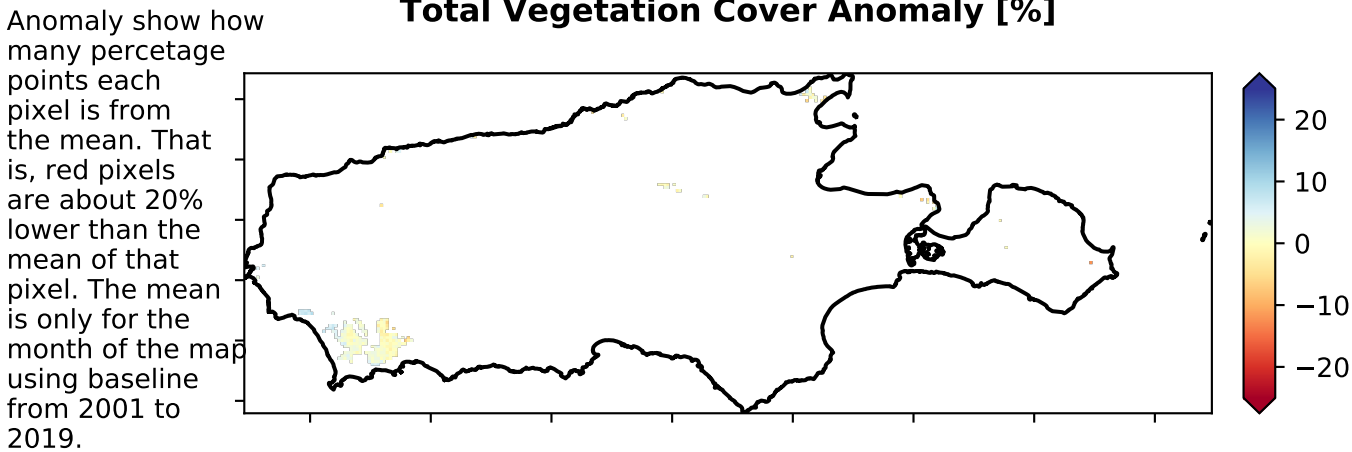 Total Vegetation Cover Anomaly [%]
Anomaly show how
many percetage
points each
pixel is from
the mean. That
is, red pixels
are about 20%
lower than the
mean of that
pixel. The mean
is only for the
month of the map
using baseline
from 2001 to
2019.
20
10
0
−10
−20